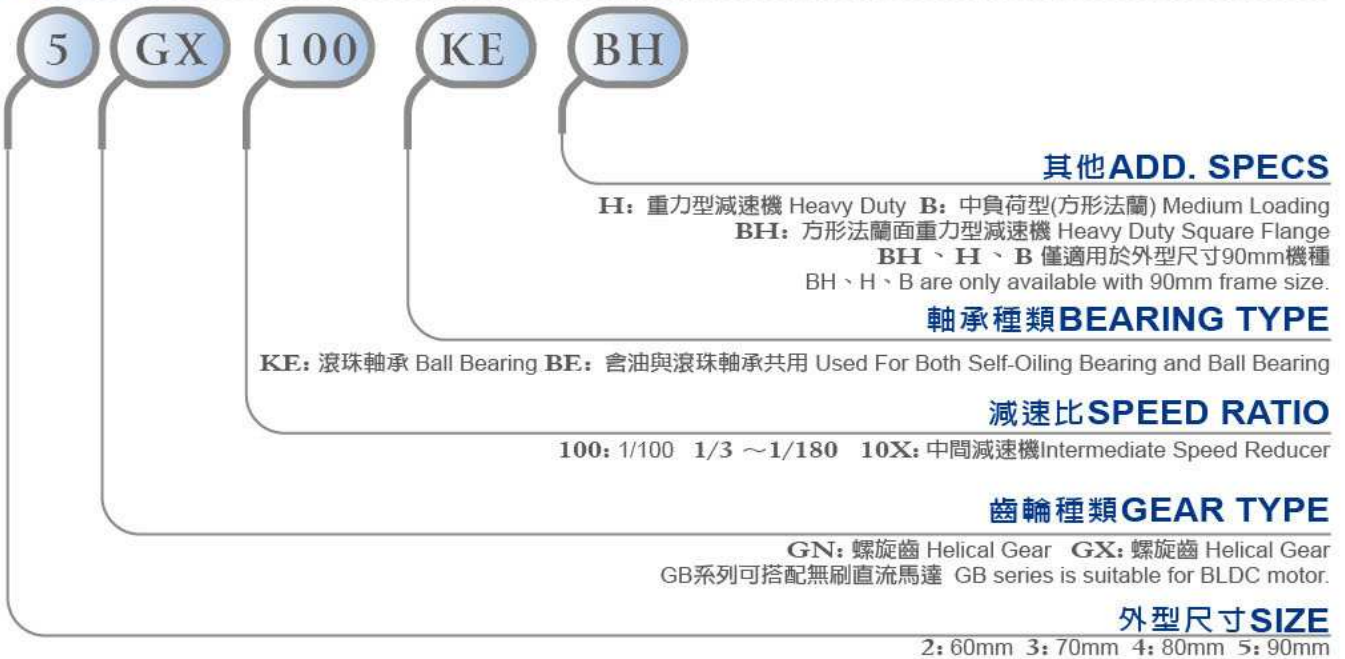 5 GX 100 KE BH
其他ADD. SPECS
H: 重力型減速機 Heavy Duty B: 中負荷型(方形法蘭) Medium Loading
BH: 方形法蘭面重力型減速機 Heavy Duty Square Flange
BH、H、B 僅適用於外型尺寸90mm機種
BH、H、B are only available with 90mm frame size.
軸承種類BEARING TYPE
KE: 滾珠軸承 Ball Bearing BE: 含油與滾珠軸承共用 Used For Both Self-Oiling Bearing and Ball Bearing
減速比SPEED RATIO
100: 1/100 1/3 ～1/180 10X: 中間減速機Intermediate Speed Reducer
齒輪種類GEAR TYPE
GN: 螺旋齒 Helical Gear GX: 螺旋齒 Helical Gear
GB系列可搭配無刷直流馬達 GB series is suitable for BLDC motor.
外型尺寸SIZE
2: 60mm 3: 70mm 4: 80mm 5: 90mm